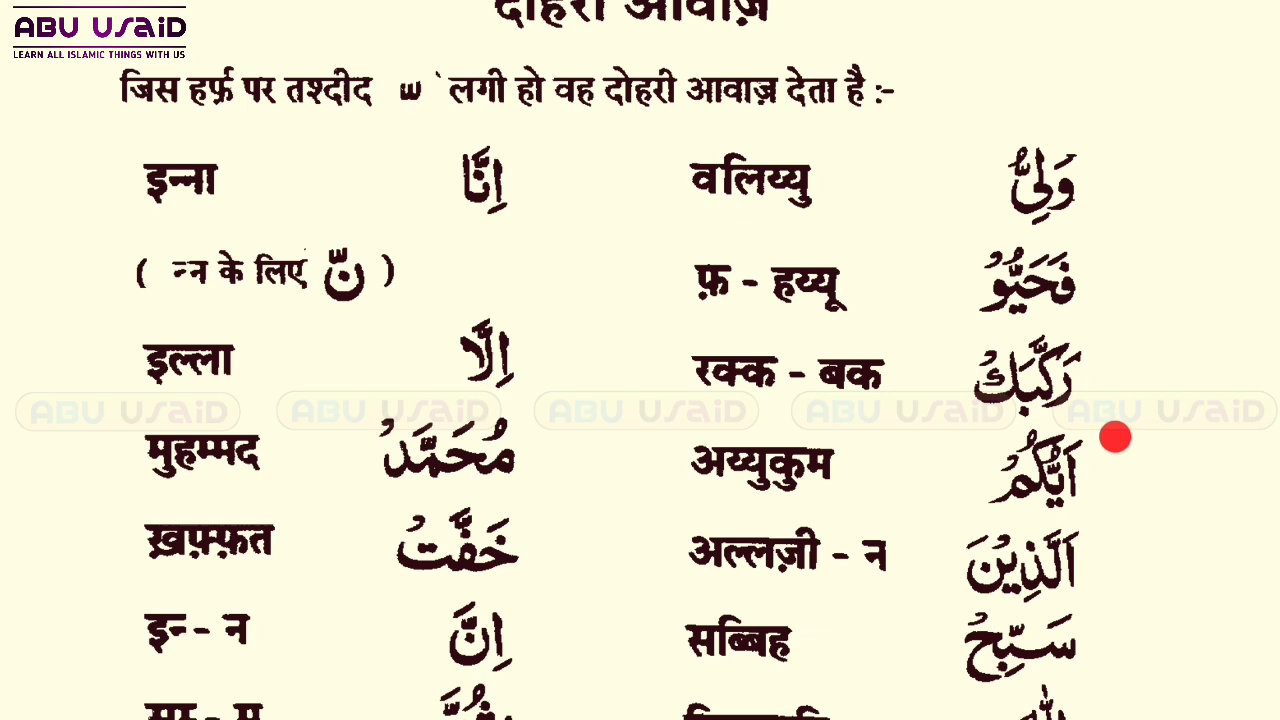 ABU USAID
LEARN ALL ISLAMIC THINGS WITH US
दोहरी आवाज़
जिस हर्फ़ पर तश्दीद ّ लगी हो वह दोहरी आवाज़ देता है :-
इन्ना اِنَّا वलिय्यु وَلِیُّ
( न्न के लिए نّ ) फ़ - हय्यू فَحَیُّوْ
इल्ला اِلَّا रक्क - बक رَكَّبَكْ
ABU USAID ABU USAID ABU USAID ABU USAID ABU USAID
मुहम्मद مُحَمَّدْ अय्युकुम اَیُّكُمْ
ख़फ़्फ़त خَفَّتْ अल्लज़ी - न اَلَّذِیْنَ
इन्- न اِنَّ सब्बिह سَبِّحْ